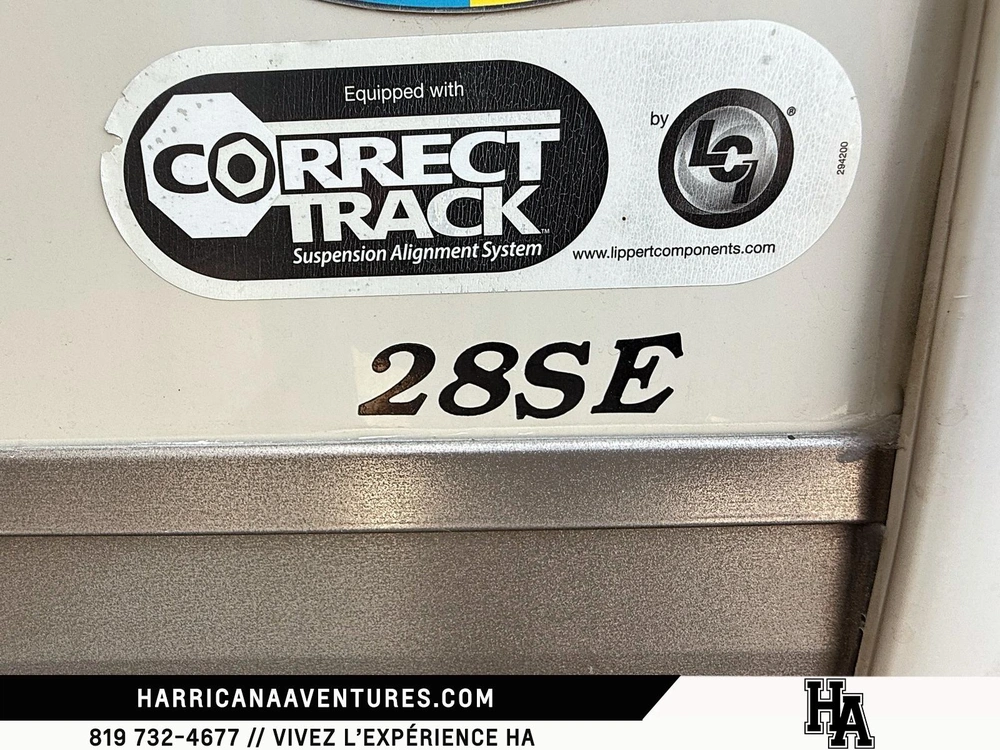 Equipped with
CORRECT
TRACK™
Suspension Alignment System
by
LCI®
www.lippertcomponents.com
294200
28SE
HARRICANAAVENTURES.COM
819 732-4677 // VIVEZ L'EXPÉRIENCE HA
HA